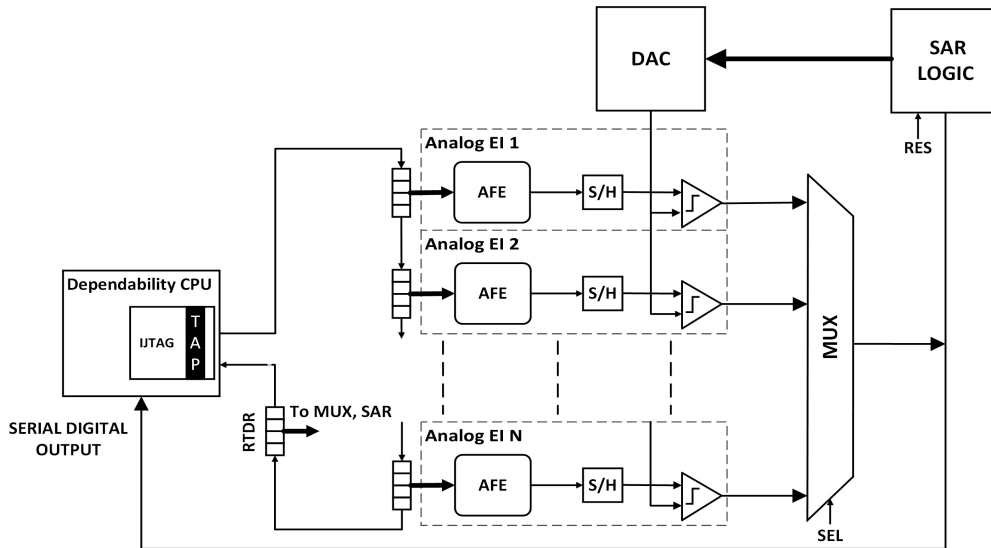 DAC
SAR
LOGIC
RES
Analog EI 1
AFE
S/H
Analog EI 2
AFE
S/H
Dependability CPU
IJTAG
TAP
MUX
RTDR
To MUX, SAR
SERIAL DIGITAL
OUTPUT
Analog EI N
AFE
S/H
SEL